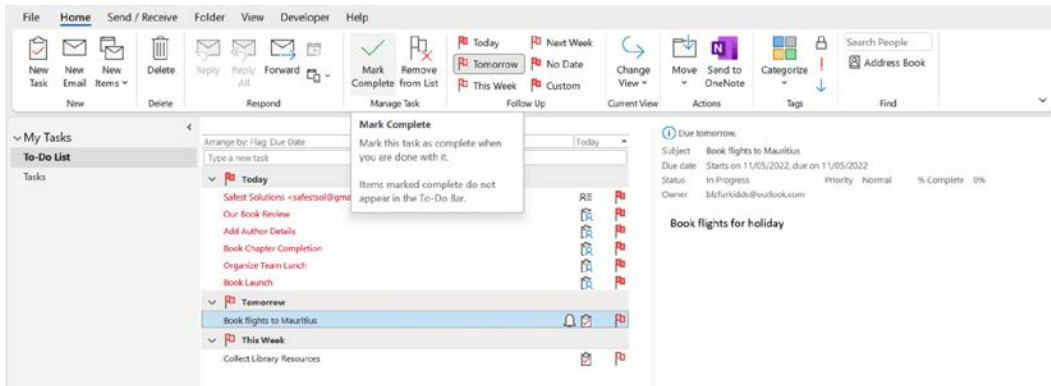 File Home Send / Receive Folder View Developer Help
New Task
New Email
New Items
Delete
Reply
Reply All
Forward
Mark Complete
Remove from List
Today
Tomorrow
This Week
Next Week
No Date
Custom
Change View
Move
Send to OneNote
Categorize
Search People
Address Book
New Delete Respond Manage Task Follow Up Current View Actions Tags Find
My Tasks
To-Do List
Tasks
Arrange by: Flag: Due Date Today
Type a new task
Mark Complete
Mark this task as complete when
you are done with it.
Items marked complete do not
appear in the To-Do Bar.
Today
Safest Solutions <safestsol@gma
Our Book Review
Add Author Details
Book Chapter Completion
Organize Team Lunch
Book Launch
Tomorrow
Book flights to Mauritius
This Week
Collect Library Resources
Due tomorrow.
Subject Book flights to Mauritius
Due date Starts on 11/05/2022, due on 11/05/2022
Status In Progress Priority Normal % Complete 0%
Owner
Book flights for holiday